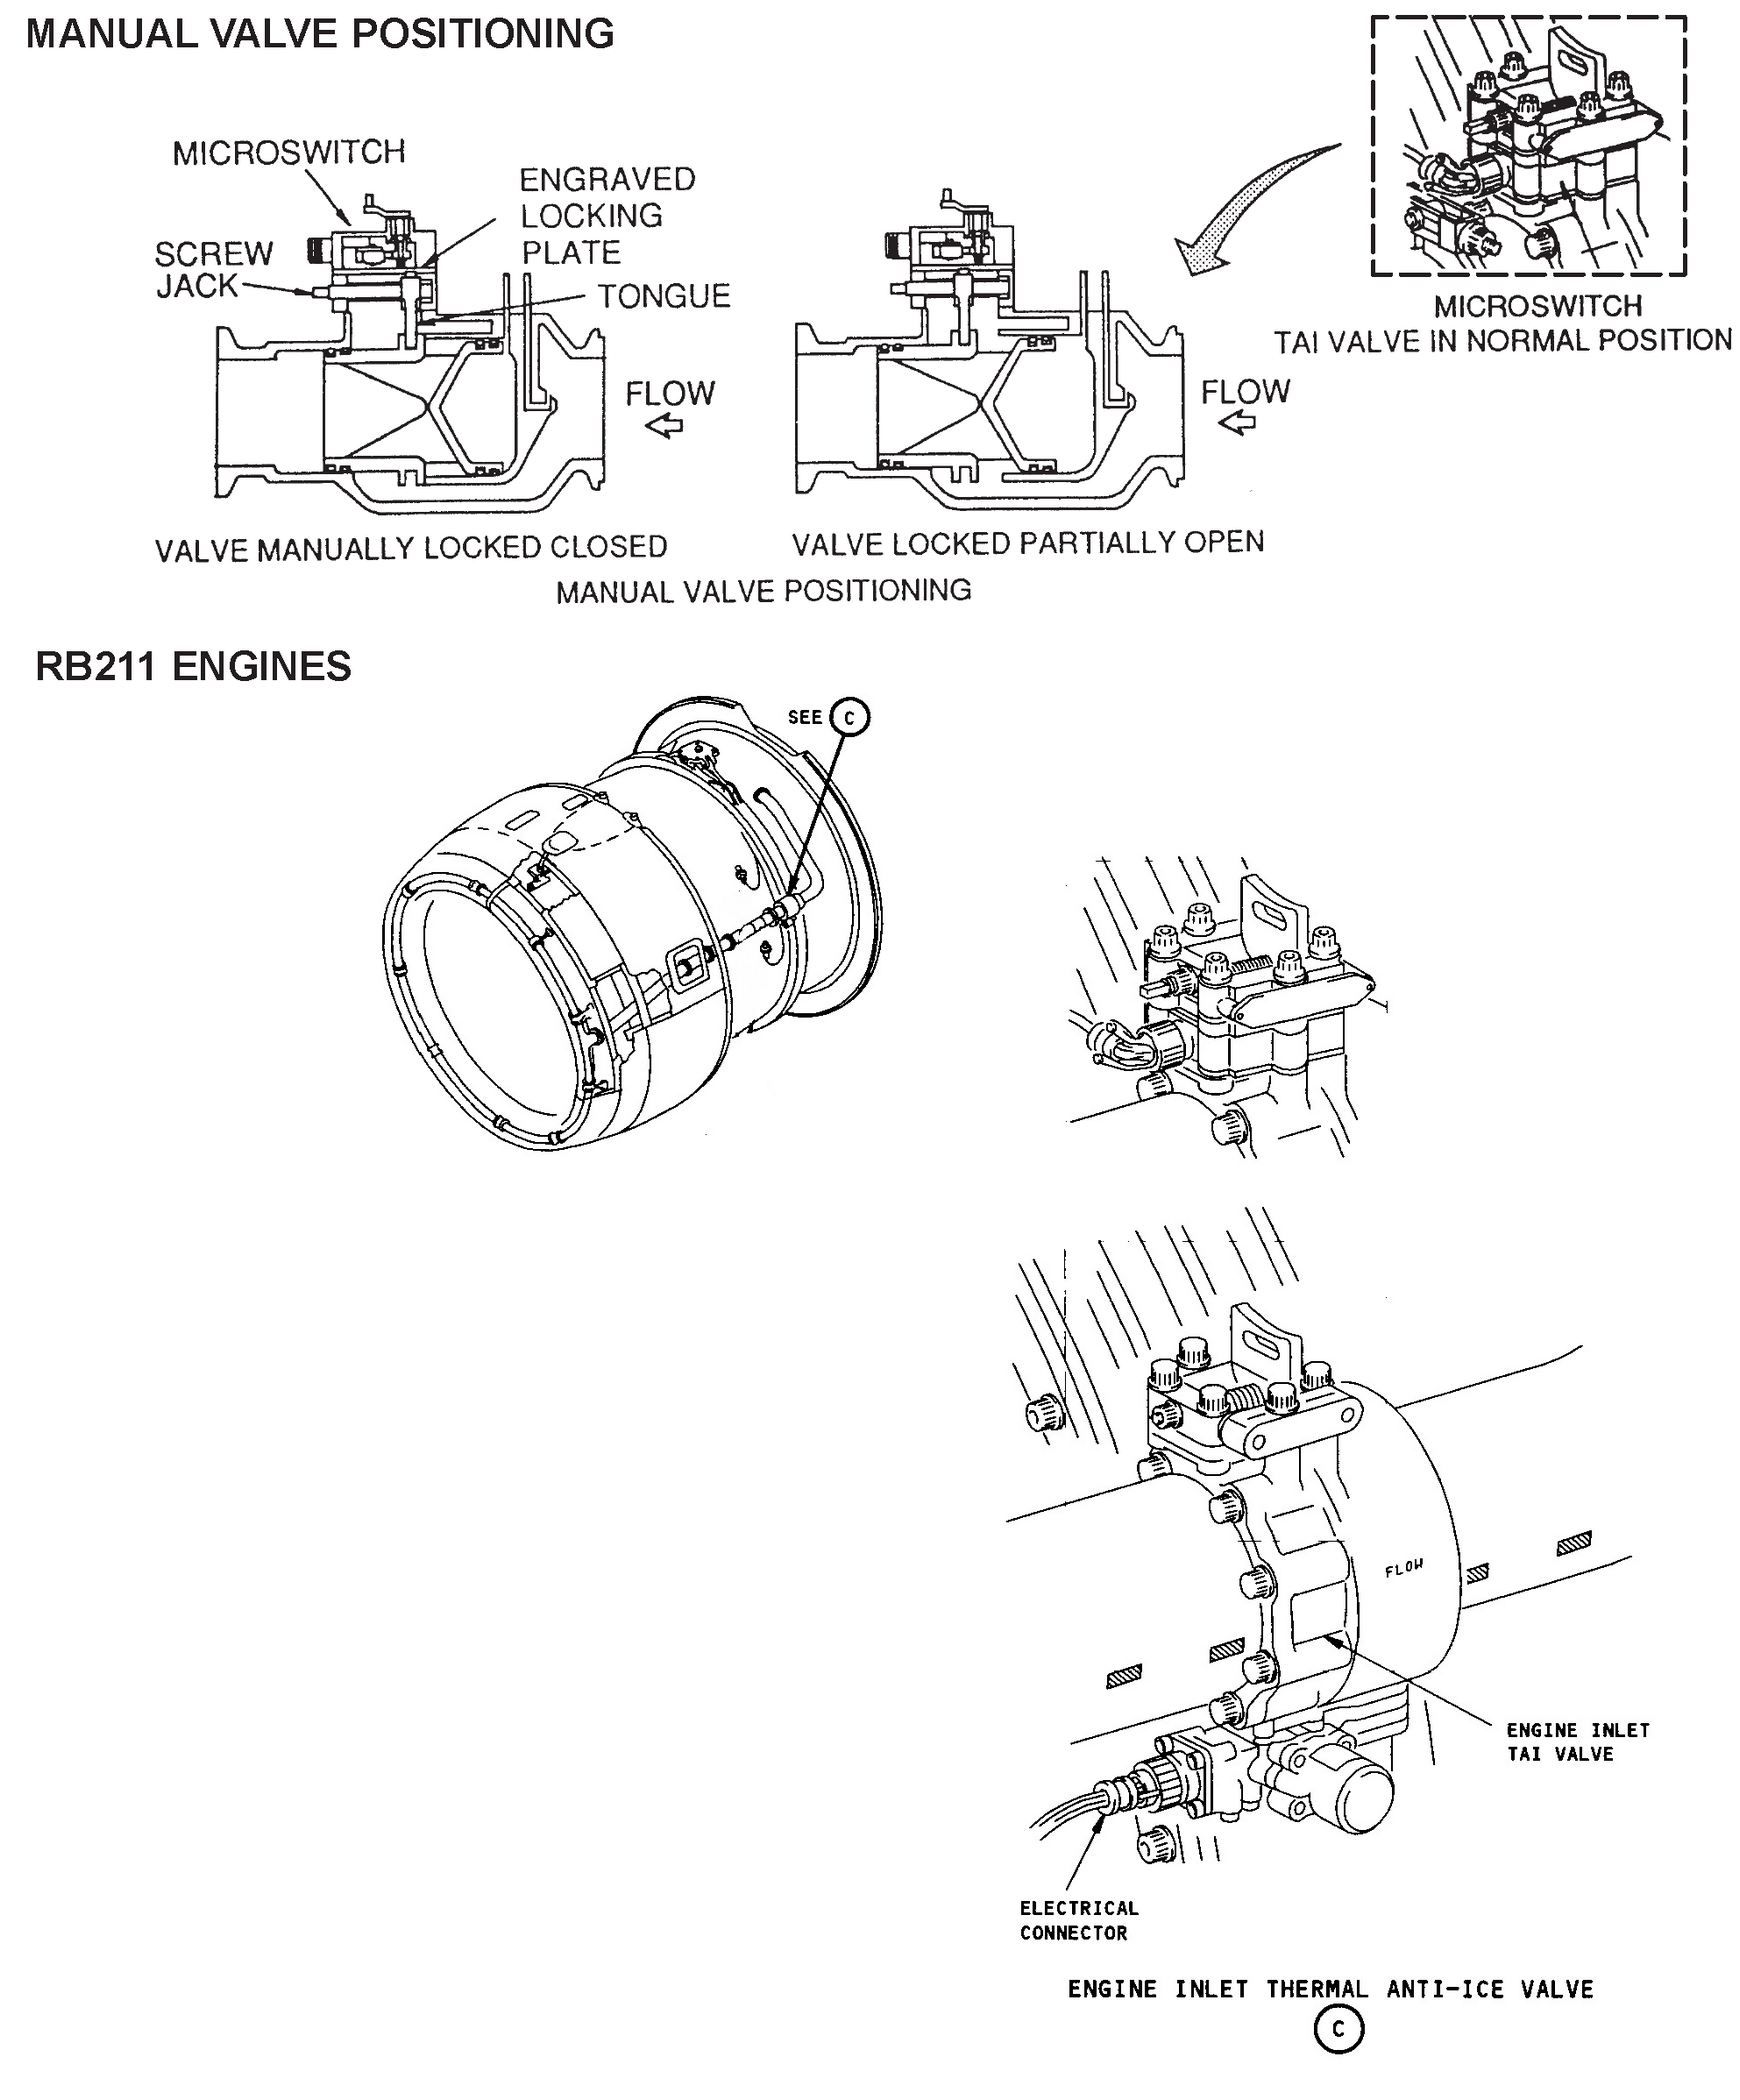 MANUAL VALVE POSITIONING
MICROSWITCH
ENGRAVED
LOCKING
PLATE
SCREW
JACK
TONGUE
FLOW
FLOW
MICROSWITCH
TAI VALVE IN NORMAL POSITION
VALVE MANUALLY LOCKED CLOSED
VALVE LOCKED PARTIALLY OPEN
MANUAL VALVE POSITIONING
RB211 ENGINES
SEE C
FLOW
ENGINE INLET
TAI VALVE
ELECTRICAL
CONNECTOR
ENGINE INLET THERMAL ANTI-ICE VALVE
C